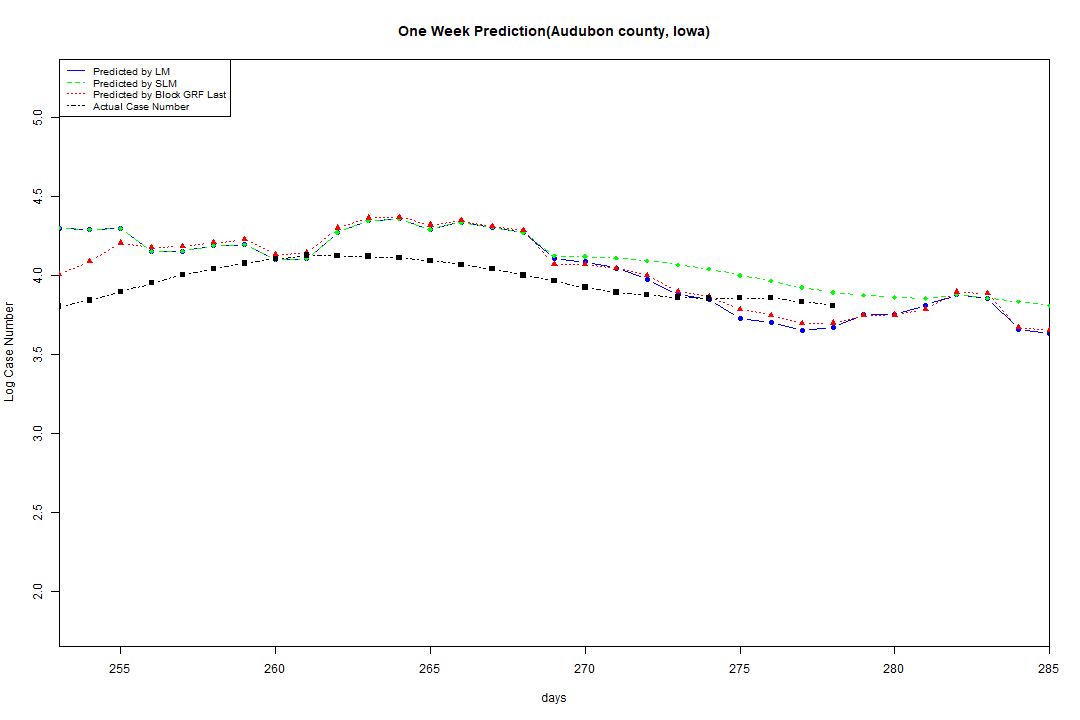 One Week Prediction(Audubon county, Iowa)
Predicted by LM
Predicted by SLM
Predicted by Block GRF Last
Actual Case Number
Log Case Number
5.0
4.5
4.0
3.5
3.0
2.5
2.0
255 260 265 270 275 280 285
days